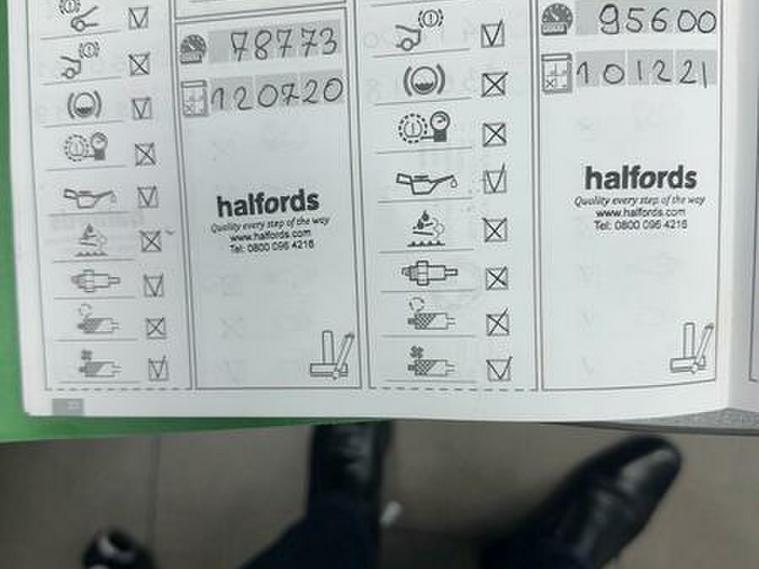 78773
120720
halfords
Quality every step of the way
www.halfords.com
Tel: 0800 096 4216
95600
101221
halfords
Quality every step of the way
www.halfords.com
Tel: 0800 096 4216